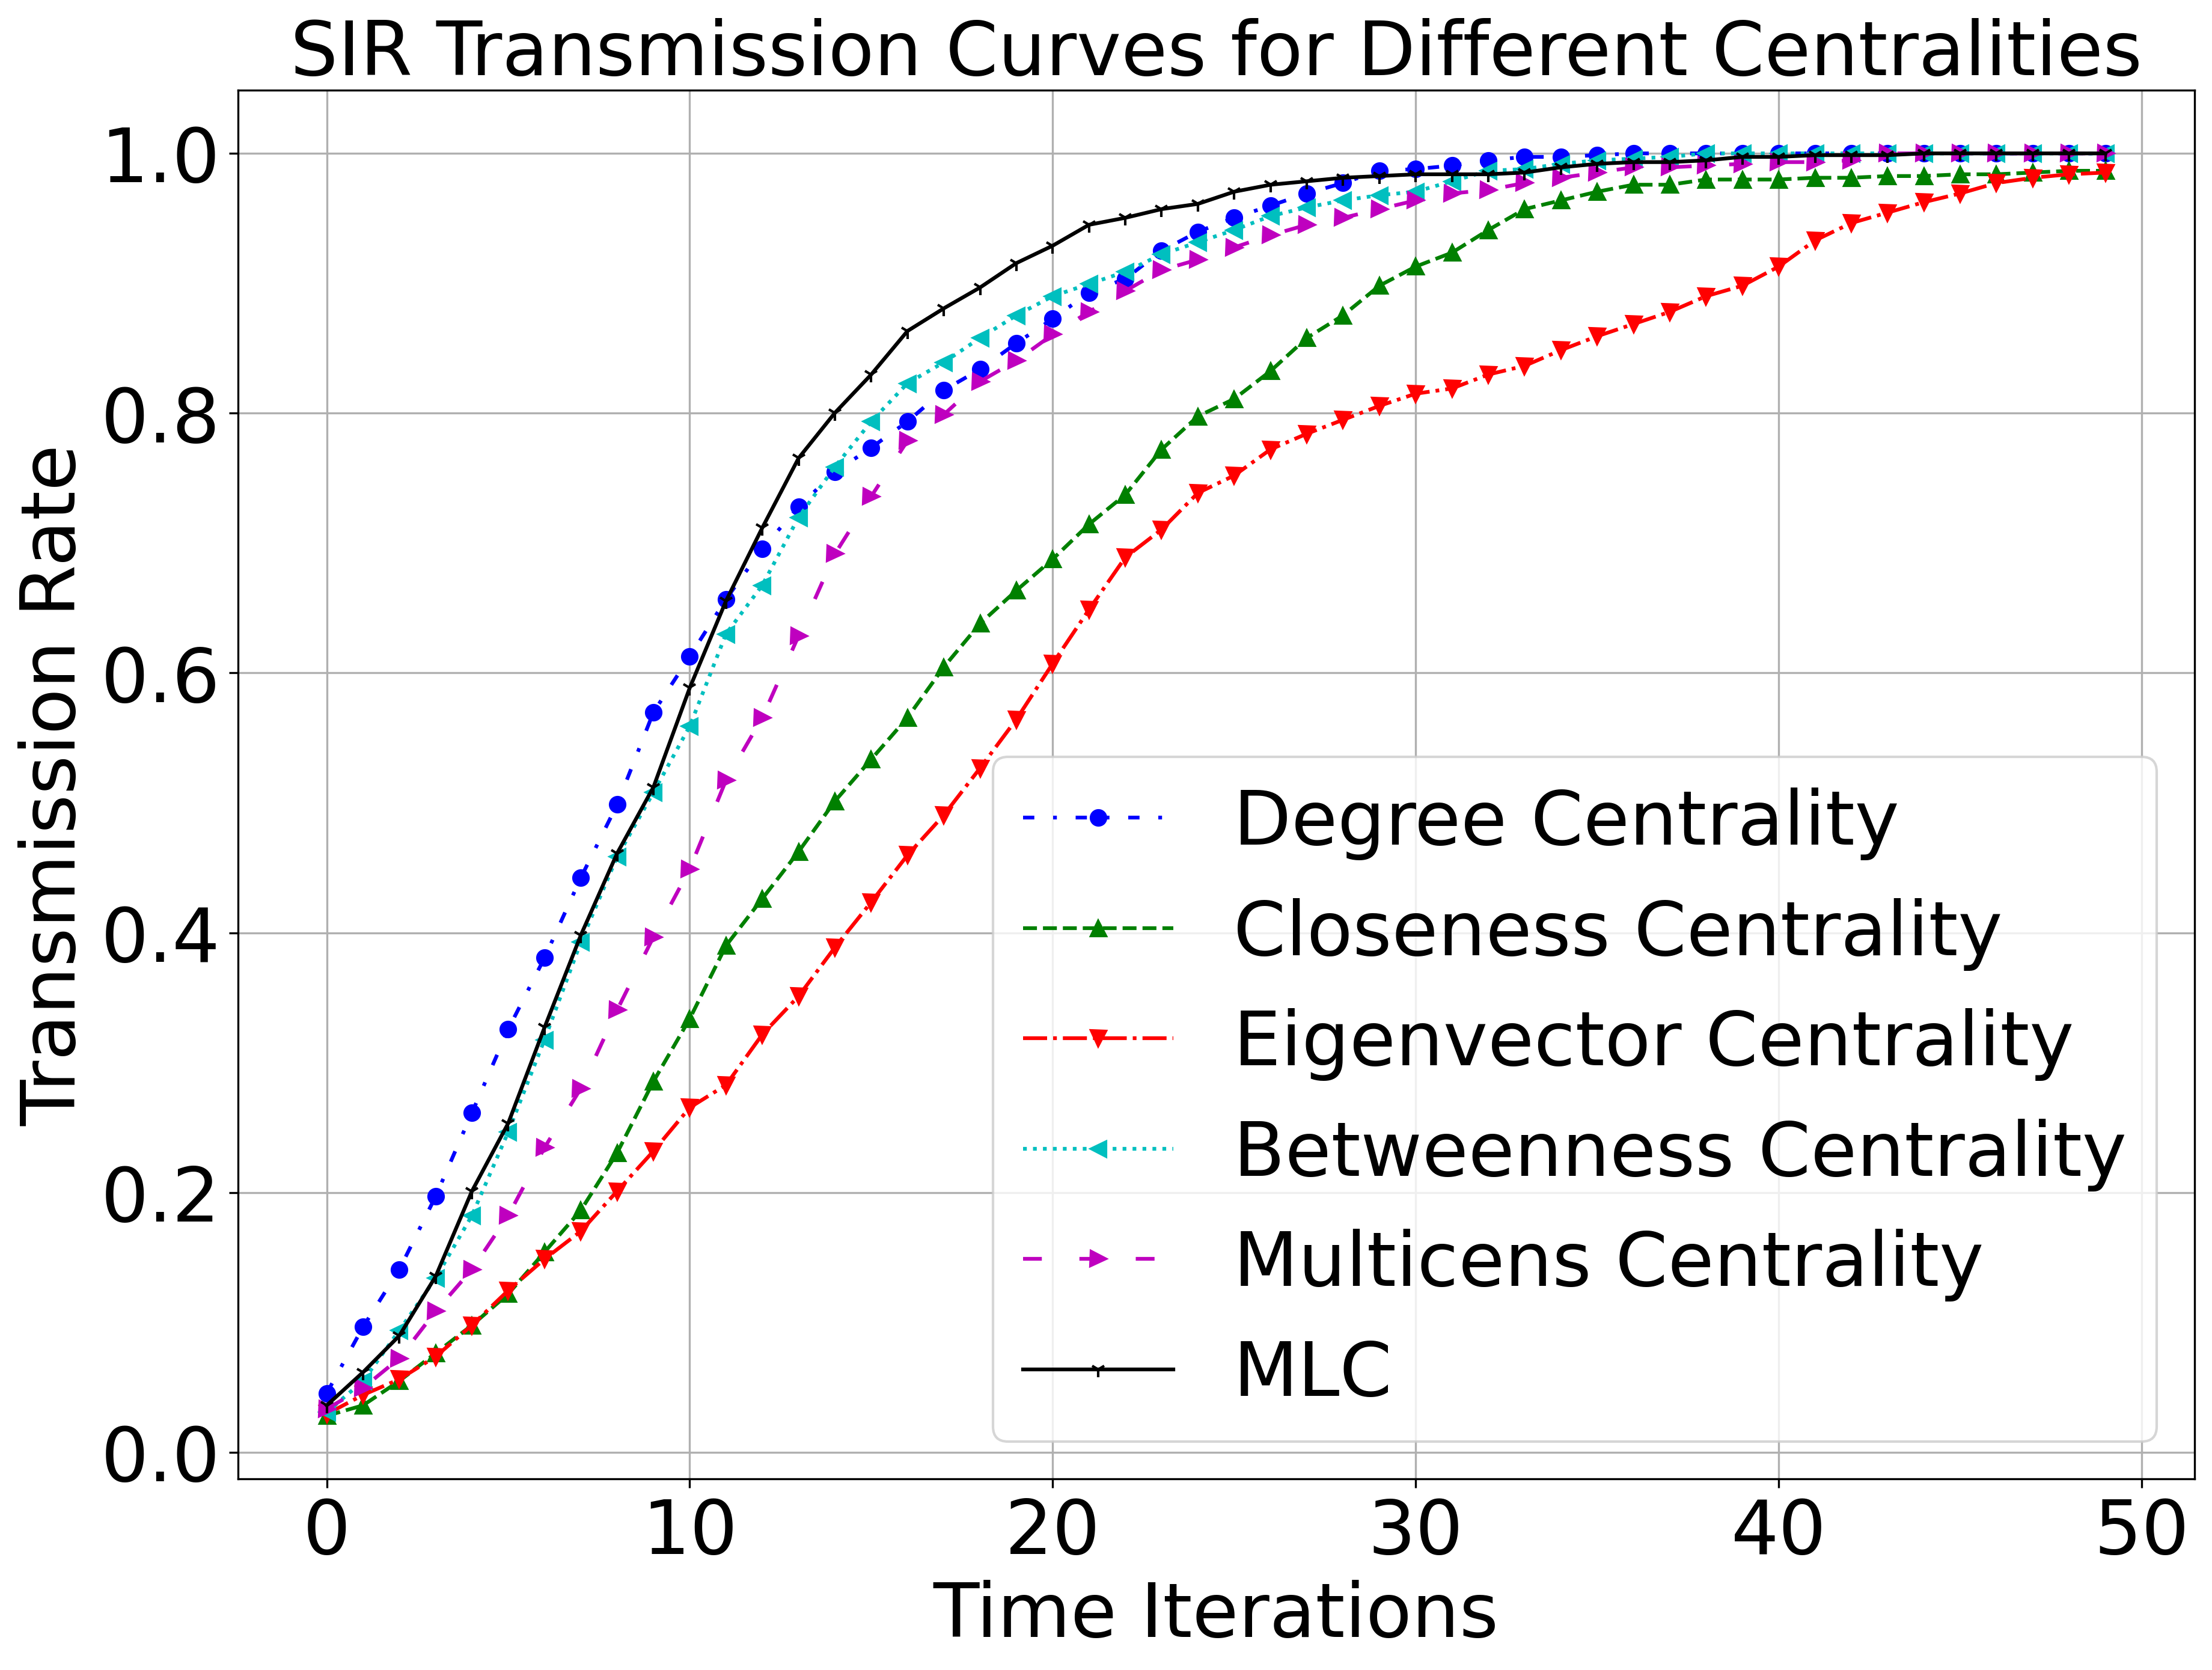 SIR Transmission Curves for Different Centralities
Transmission Rate
1.0
0.8
0.6
0.4
0.2
0.0
Degree Centrality
Closeness Centrality
Eigenvector Centrality
Betweenness Centrality
Multicens Centrality
MLC
0 10 20 30 40 50
Time Iterations